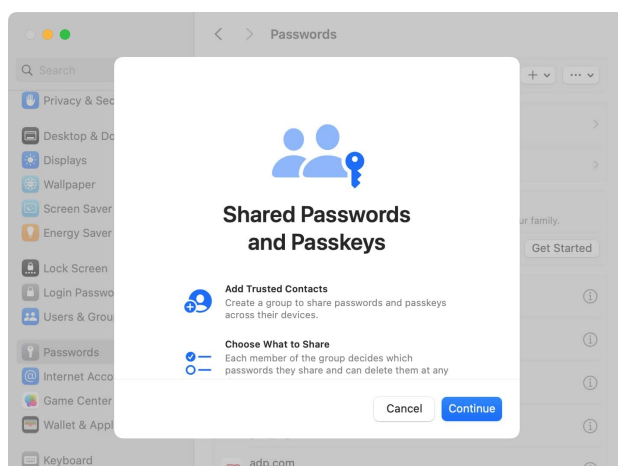 Passwords
Search
Privacy & Sec
Desktop & Do
Displays
Wallpaper
Screen Saver
Energy Saver
Lock Screen
Login Passwo
Users & Grou
Passwords
Internet Acco
Game Center
Wallet & Appl
Keyboard
Shared Passwords
and Passkeys
Add Trusted Contacts
Create a group to share passwords and passkeys
across their devices.
Choose What to Share
Each member of the group decides which
passwords they share and can delete them at any
Cancel
Continue
ur family.
Get Started
adp.com